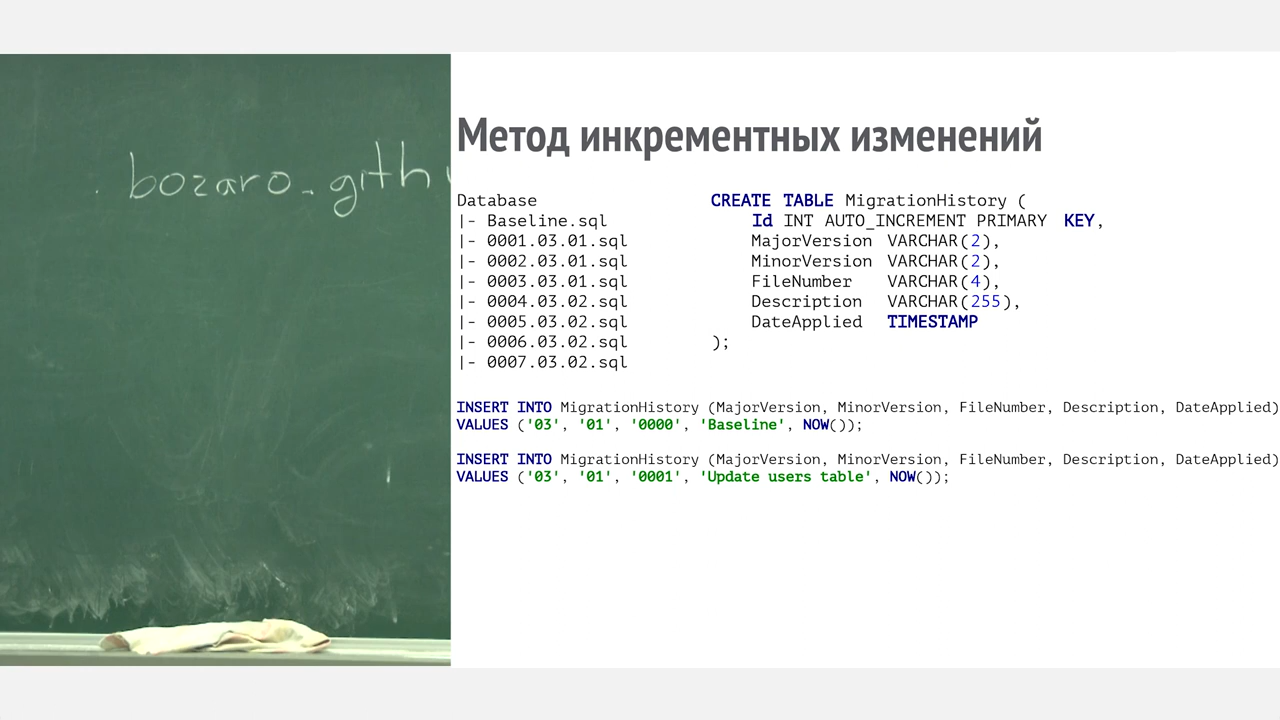 bozaro.gith
Метод инкрементных изменений
Database
|- Baseline.sql
|- 0001.03.01.sql
|- 0002.03.01.sql
|- 0003.03.01.sql
|- 0004.03.02.sql
|- 0005.03.02.sql
|- 0006.03.02.sql
|- 0007.03.02.sql
CREATE TABLE MigrationHistory (
Id INT AUTO_INCREMENT PRIMARY KEY,
MajorVersion VARCHAR(2),
MinorVersion VARCHAR(2),
FileNumber VARCHAR(4),
Description VARCHAR(255),
DateApplied TIMESTAMP
);
INSERT INTO MigrationHistory (MajorVersion, MinorVersion, FileNumber, Description, DateApplied)
VALUES ('03', '01', '0000', 'Baseline', NOW());
INSERT INTO MigrationHistory (MajorVersion, MinorVersion, FileNumber, Description, DateApplied)
VALUES ('03', '01', '0001', 'Update users table', NOW());